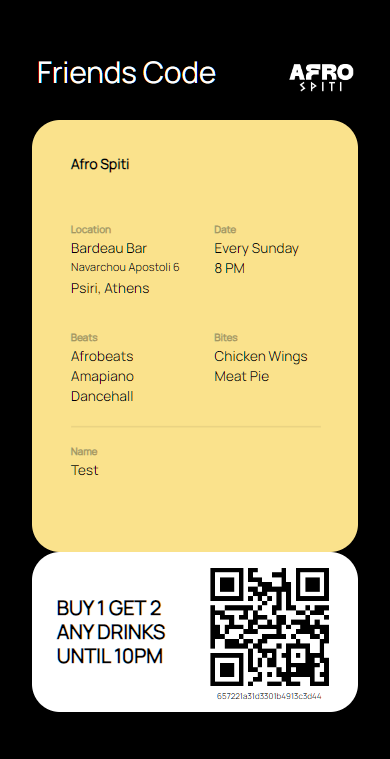 Friends Code
AFRO
SPITI
Afro Spiti
Location
Bardeau Bar
Navarchou Apostoli 6
Psiri, Athens
Date
Every Sunday
8 PM
Beats
Afrobeats
Amapiano
Dancehall
Bites
Chicken Wings
Meat Pie
Name
Test
BUY 1 GET 2
ANY DRINKS
UNTIL 10PM
657221a31d3301b4913c3d44